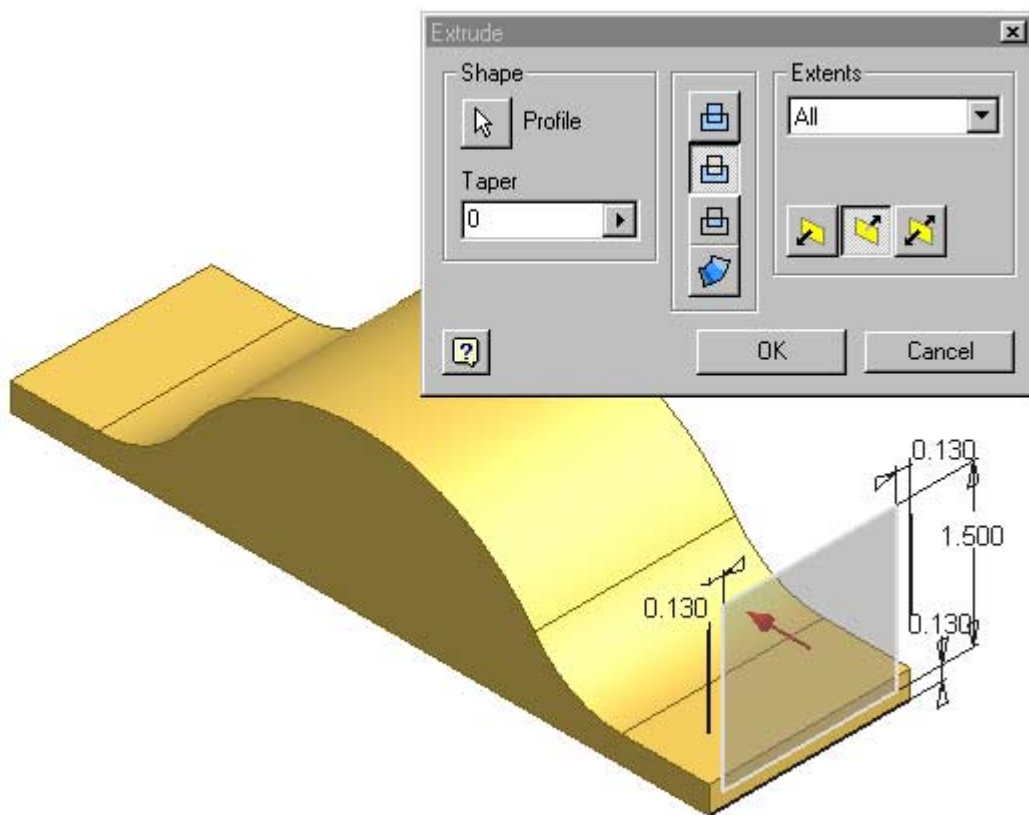 Extrude
Shape
Profile
Taper
0
Extents
All
?
OK
Cancel
0.130
1.500
0.130
0.130